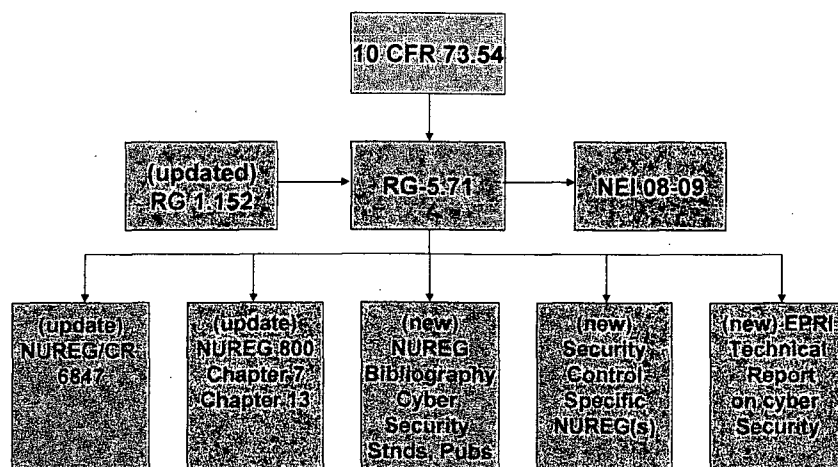 10 CFR 73.54
(updated)
RG 1.152
RG-5.71
NEI 08-09
(update)
NUREG/CR
6847
(update)
NUREG 800
Chapter 7
Chapter 13
(new)
NUREG
Bibliography
Cyber
Security
Stnds, Pubs
(new)
Security
Control
Specific
NUREG(s)
(new) EPRI
Technical
Report
on cyber
Security